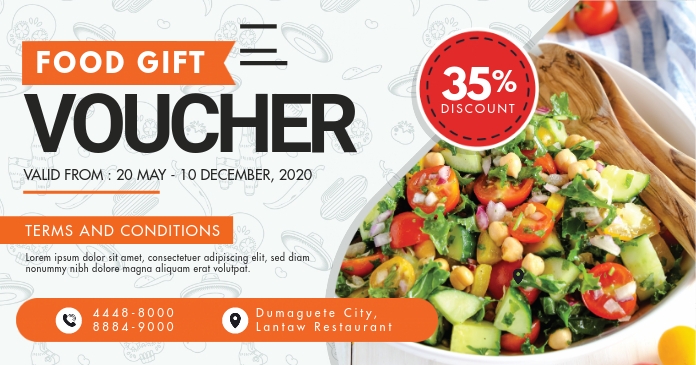 FOOD GIFT
VOUCHER
VALID FROM : 20 MAY - 10 DECEMBER, 2020
35%
DISCOUNT
TERMS AND CONDITIONS
Lorem ipsum dolor sit amet, consectetuer adipiscing elit, sed diam
nonummy nibh dolore magna aliquam erat volutpat.
4448-8000
8884-9000
Dumaguete City,
Lantaw Restaurant